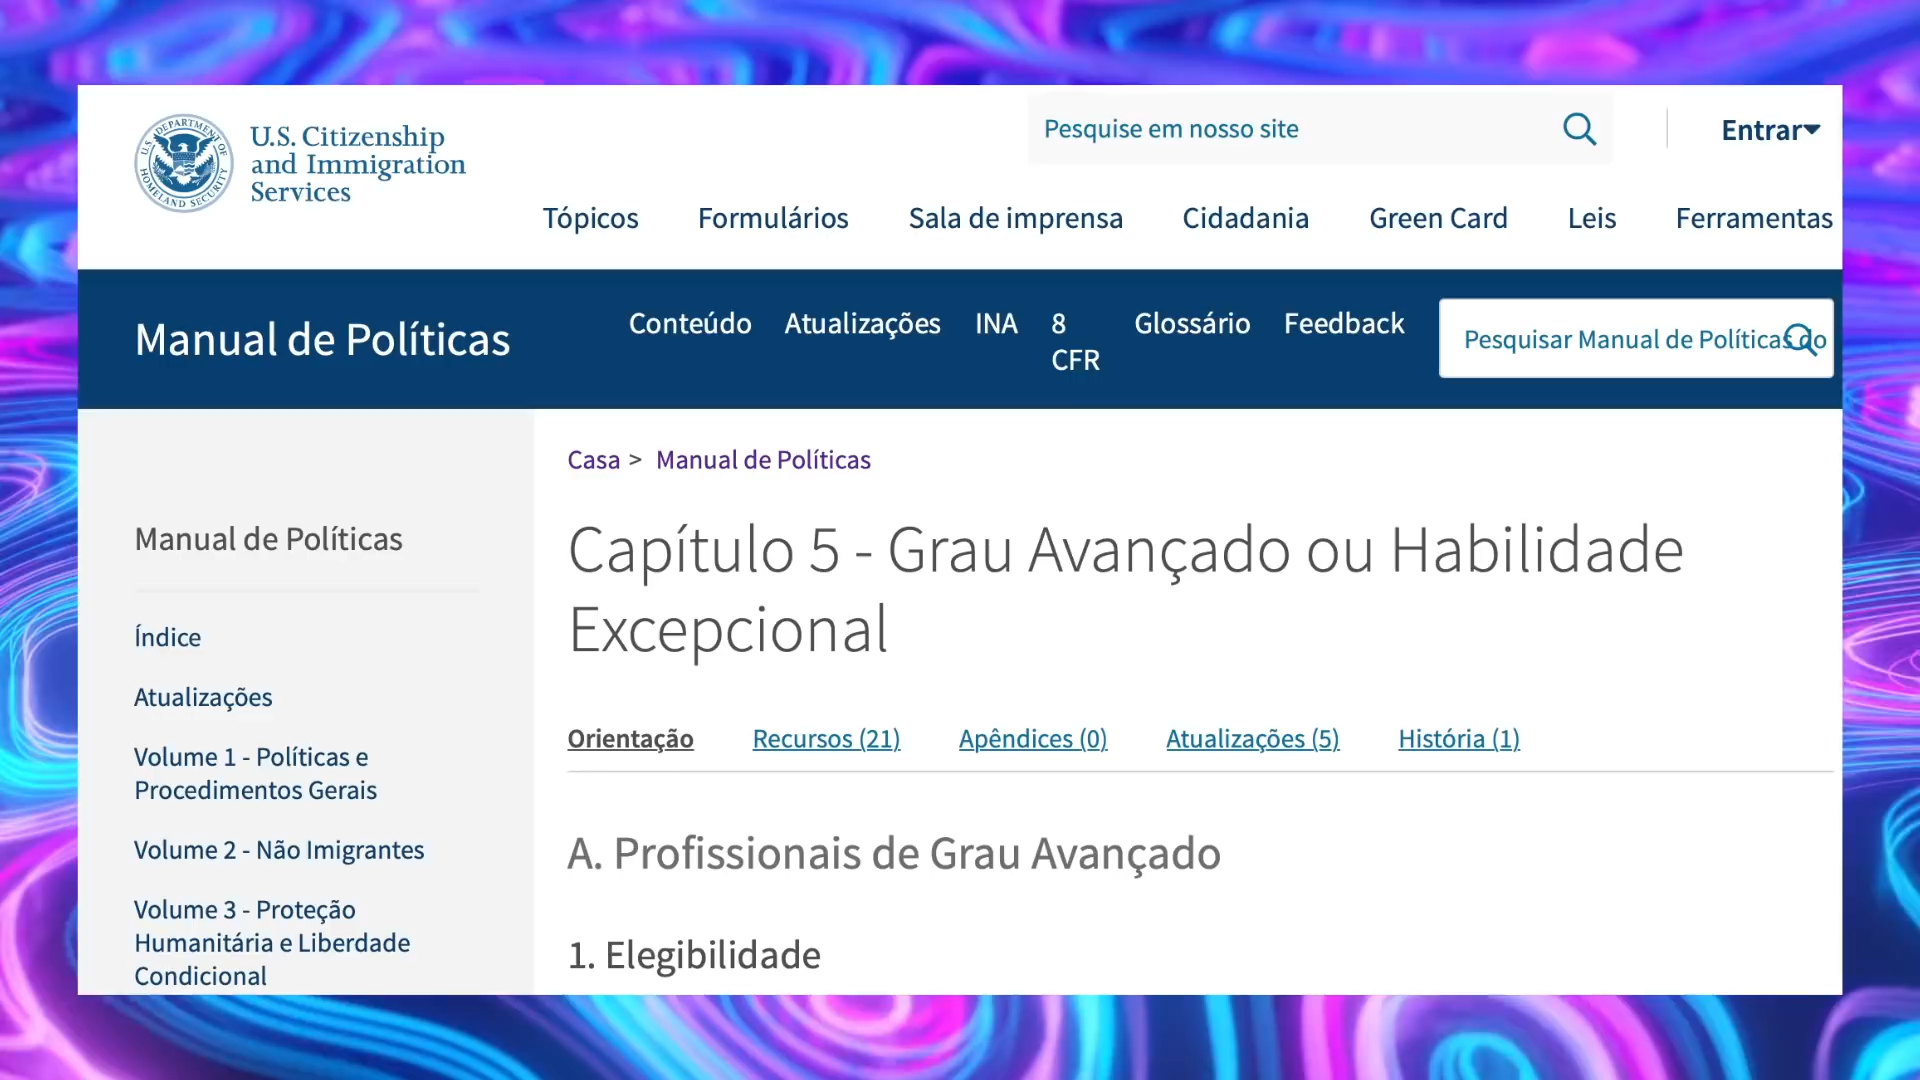 U.S. DEPARTMENT OF HOMELAND SECURITY
U.S. Citizenship
and Immigration
Services
Pesquise em nosso site
Entrar
Tópicos
Formulários
Sala de imprensa
Cidadania
Green Card
Leis
Ferramentas
Manual de Políticas
Conteúdo
Atualizações
INA
8
CFR
Glossário
Feedback
Pesquisar Manual de Políticas do
Manual de Políticas
Índice
Atualizações
Volume 1 - Políticas e
Procedimentos Gerais
Volume 2 - Não Imigrantes
Volume 3 - Proteção
Humanitária e Liberdade
Condicional
Casa > Manual de Políticas
Capítulo 5 - Grau Avançado ou Habilidade
Excepcional
Orientação
Recursos (21)
Apêndices (0)
Atualizações (5)
História (1)
A. Profissionais de Grau Avançado
1. Elegibilidade